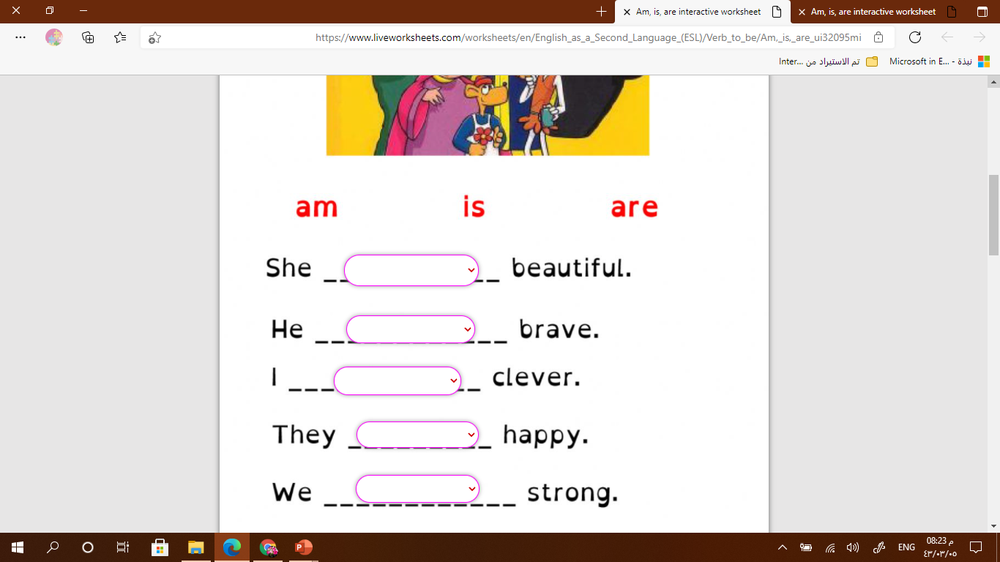 Am, is, are interactive worksheet
Am, is, are interactive worksheet
https://www.liveworksheets.com/worksheets/en/English_as_a_Second_Language_(ESL)/Verb_to_be/Am,_is,_are_ui32095mi
تم الاستيراد من Inter...
نبذة - Microsoft in E...
am is are
She ____ beautiful.
He ____ brave.
I ____ clever.
They ____ happy.
We ____ strong.
ENG
08:23 م
٤٣/٠٣/٠٥